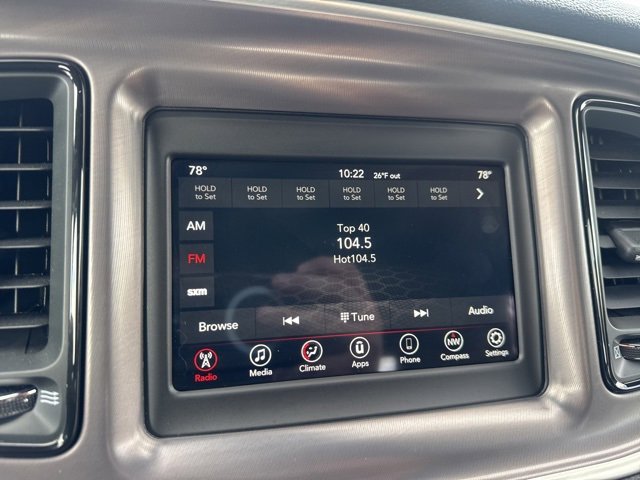 78° 10:22 26°F out 78°
HOLD to Set HOLD to Set HOLD to Set HOLD to Set HOLD to Set HOLD to Set
AM
Top 40
104.5
FM
Hot104.5
sxm
Browse Tune Audio
Radio Media Climate Apps Phone NW Compass Settings